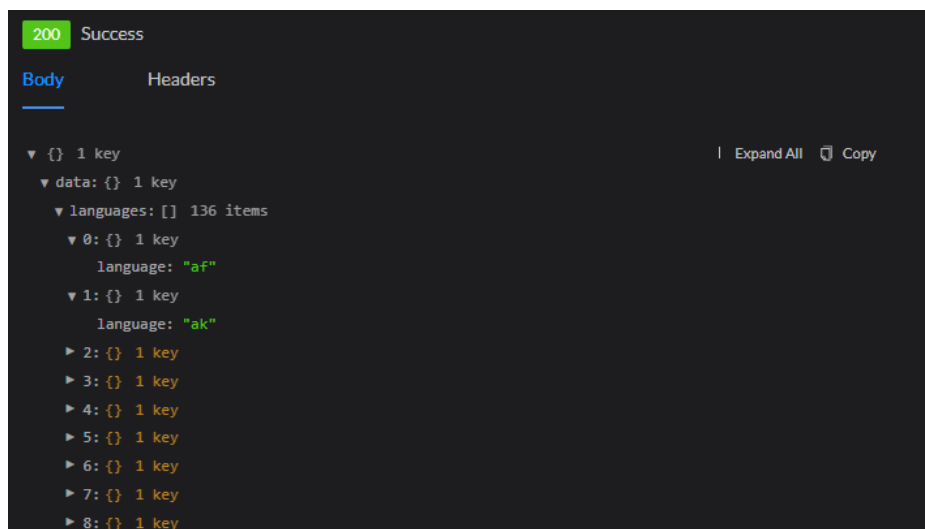 200 Success
Body Headers
▼ {} 1 key Expand All Copy
▼ data: {} 1 key
▼ languages: [] 136 items
▼ 0: {} 1 key
language: "af"
▼ 1: {} 1 key
language: "ak"
► 2: {} 1 key
► 3: {} 1 key
► 4: {} 1 key
► 5: {} 1 key
► 6: {} 1 key
► 7: {} 1 key
► 8: {} 1 key